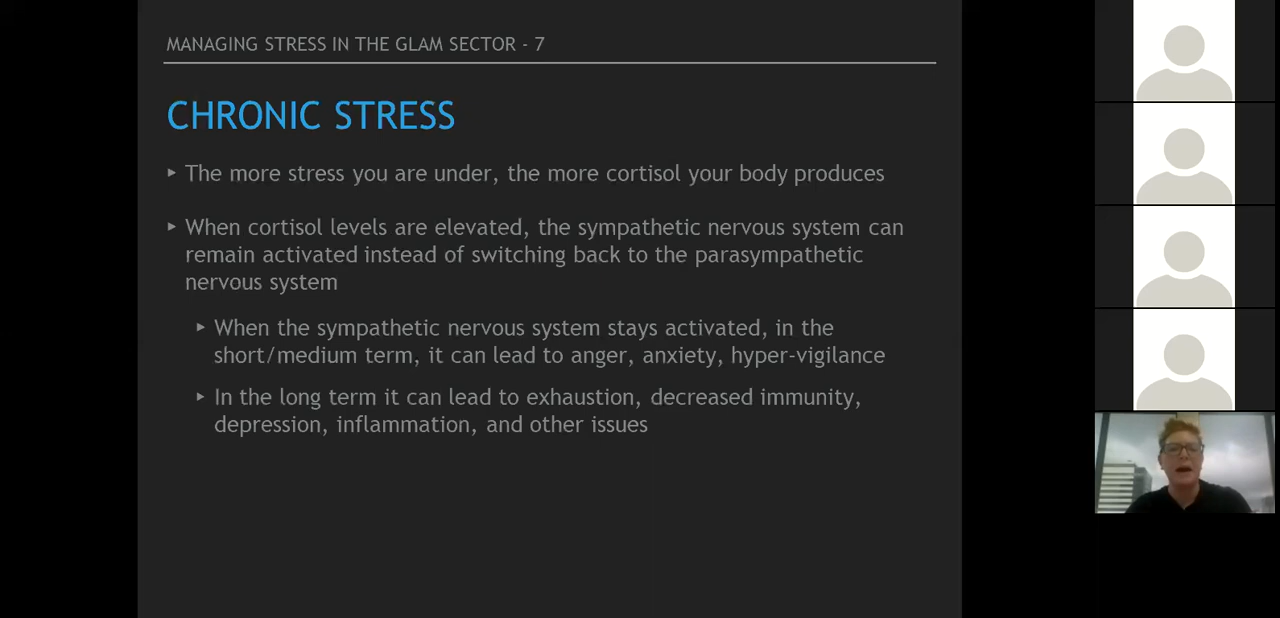 MANAGING STRESS IN THE GLAM SECTOR - 7
CHRONIC STRESS
▸ The more stress you are under, the more cortisol your body produces
▸ When cortisol levels are elevated, the sympathetic nervous system can
remain activated instead of switching back to the parasympathetic
nervous system
▸ When the sympathetic nervous system stays activated, in the
short/medium term, it can lead to anger, anxiety, hyper-vigilance
▸ In the long term it can lead to exhaustion, decreased immunity,
depression, inflammation, and other issues